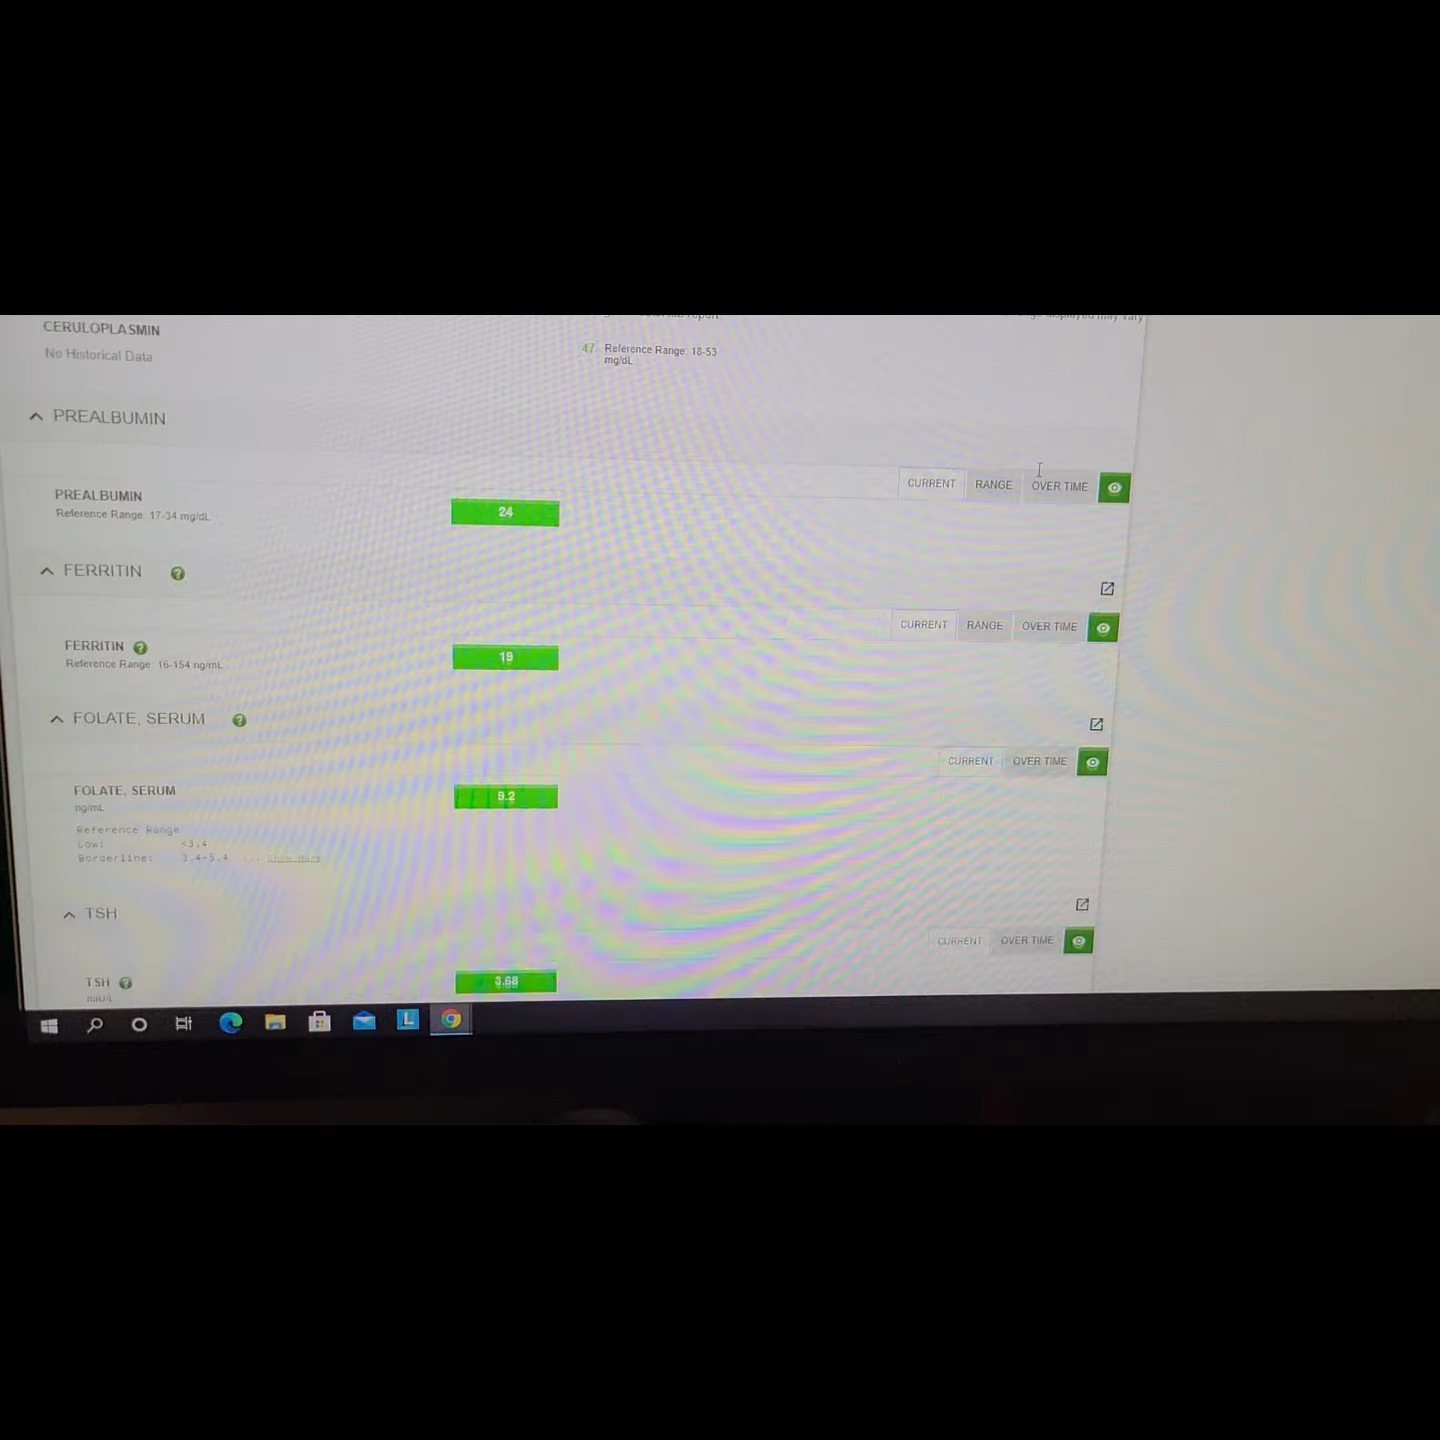 CERULOPLASMIN
No Historical Data
47 Reference Range: 18-53
mg/dL
PREALBUMIN
CURRENT RANGE OVER TIME
PREALBUMIN
Reference Range: 17-34 mg/dL
24
FERRITIN
CURRENT RANGE OVER TIME
FERRITIN
Reference Range: 16-154 ng/mL
19
FOLATE, SERUM
CURRENT OVER TIME
FOLATE, SERUM
ng/mL
9.2
Reference Range
Low: <3.4
Borderline: 3.4-5.4 ... Show more
TSH
CURRENT OVER TIME
TSH
mIU/L
3.68
L